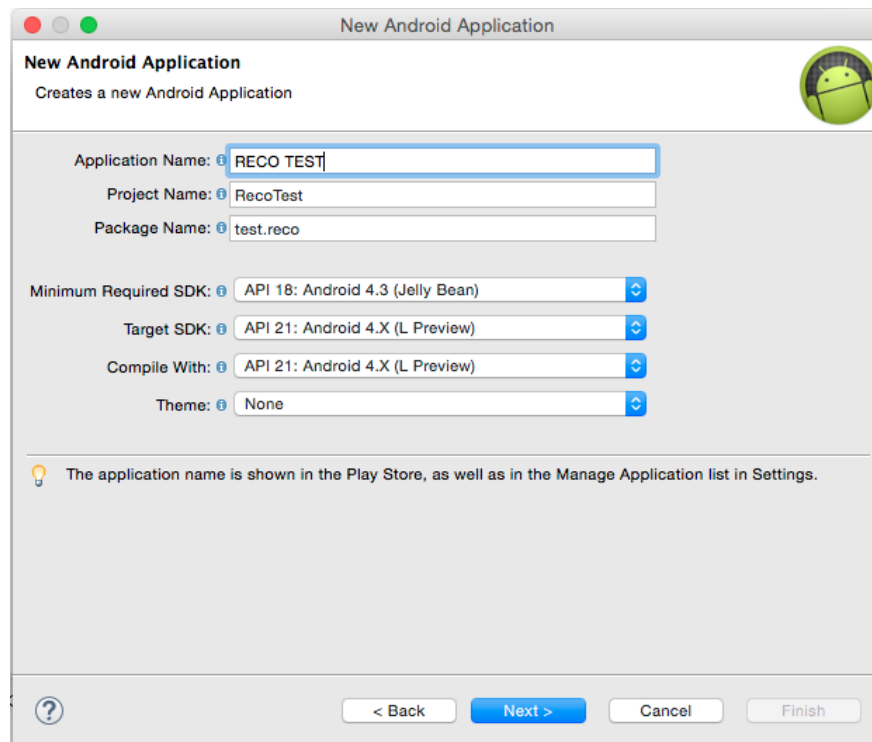 New Android Application
New Android Application
Creates a new Android Application
Application Name: RECO TEST
Project Name: RecoTest
Package Name: test.reco
Minimum Required SDK: API 18: Android 4.3 (Jelly Bean)
Target SDK: API 21: Android 4.X (L Preview)
Compile With: API 21: Android 4.X (L Preview)
Theme: None
The application name is shown in the Play Store, as well as in the Manage Application list in Settings.
? < Back Next > Cancel Finish